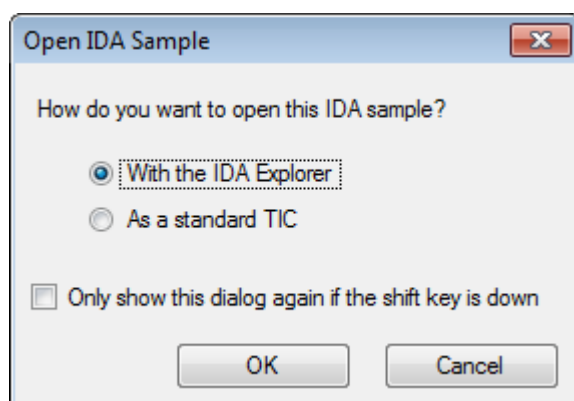 Open IDA Sample
How do you want to open this IDA sample?
With the IDA Explorer
As a standard TIC
Only show this dialog again if the shift key is down
OK
Cancel